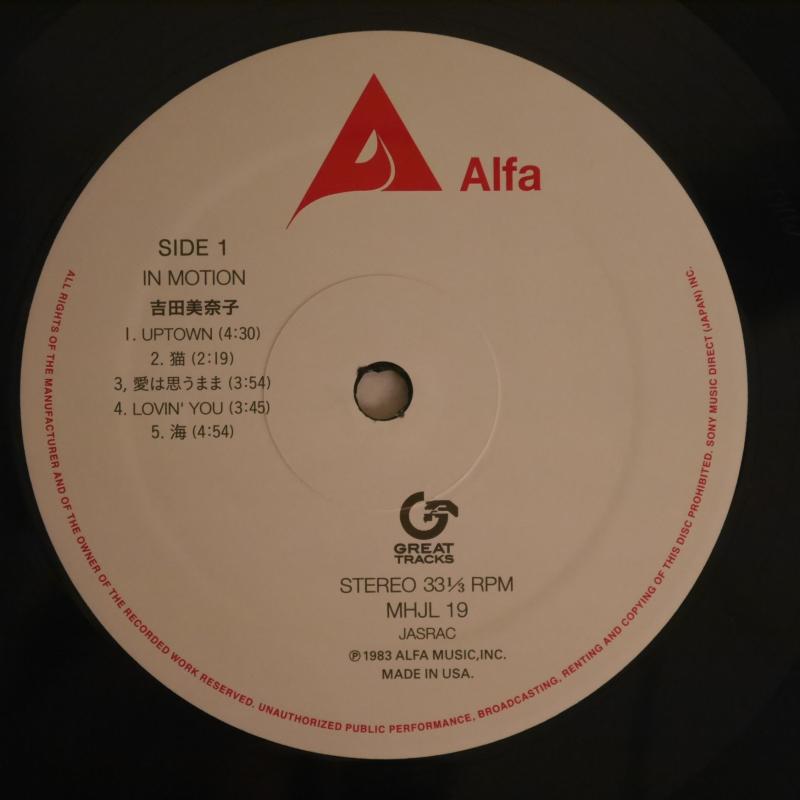 Alfa
SIDE 1
IN MOTION
吉田美奈子
1. UPTOWN (4:30)
2. 猫 (2:19)
3, 愛は思うまま (3:54)
4. LOVIN' YOU (3:45)
5. 海 (4:54)
GREAT
TRACKS
STEREO 33⅓ RPM
MHJL 19
JASRAC
Ⓟ1983 ALFA MUSIC,INC.
MADE IN USA.
ALL RIGHTS OF THE MANUFACTURER AND OF THE OWNER OF THE RECORDED WORK RESERVED. UNAUTHORIZED PUBLIC PERFORMANCE, BROADCASTING, RENTING AND COPYING OF THIS DISC PROHIBITED. SONY MUSIC DIRECT (JAPAN) INC.